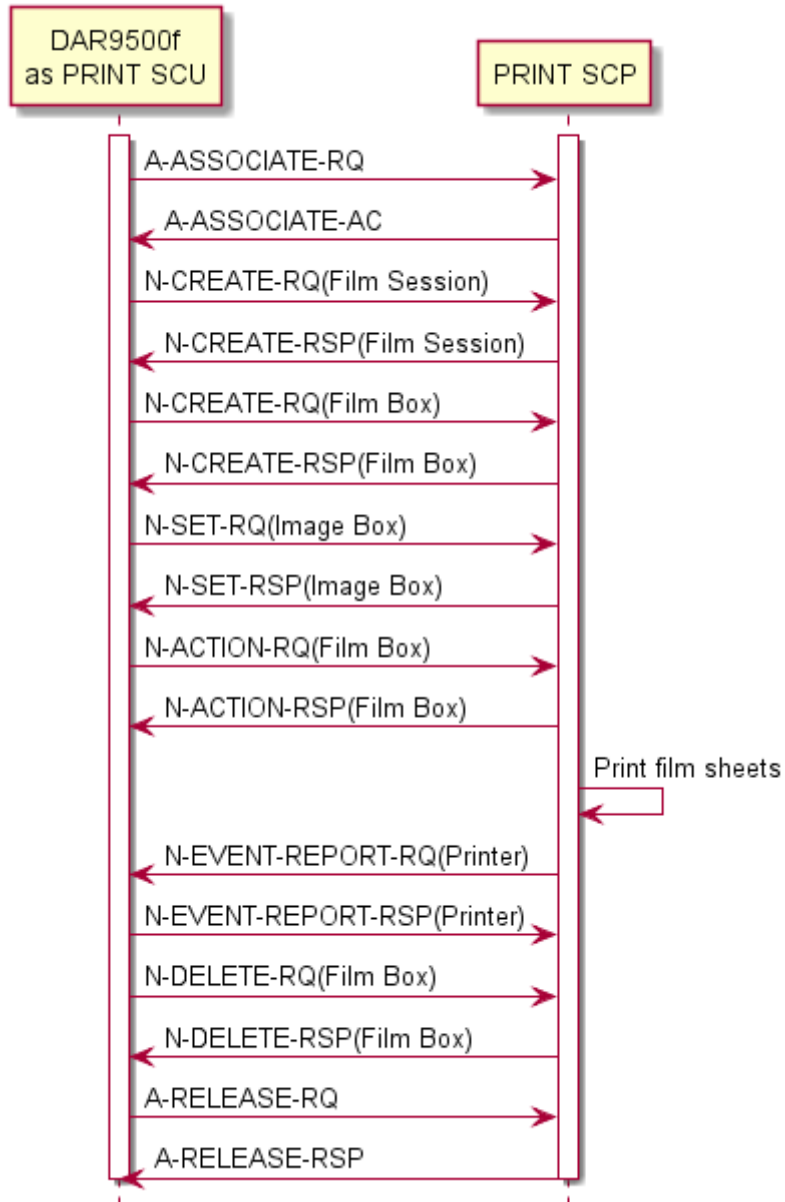 DAR9500f
as PRINT SCU
PRINT SCP
A-ASSOCIATE-RQ
A-ASSOCIATE-AC
N-CREATE-RQ(Film Session)
N-CREATE-RSP(Film Session)
N-CREATE-RQ(Film Box)
N-CREATE-RSP(Film Box)
N-SET-RQ(Image Box)
N-SET-RSP(Image Box)
N-ACTION-RQ(Film Box)
N-ACTION-RSP(Film Box)
Print film sheets
N-EVENT-REPORT-RQ(Printer)
N-EVENT-REPORT-RSP(Printer)
N-DELETE-RQ(Film Box)
N-DELETE-RSP(Film Box)
A-RELEASE-RQ
A-RELEASE-RSP